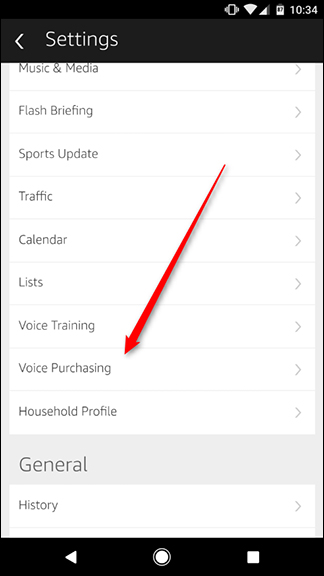 10:34
Settings
Music & Media
Flash Briefing
Sports Update
Traffic
Calendar
Lists
Voice Training
Voice Purchasing
Household Profile
General
History